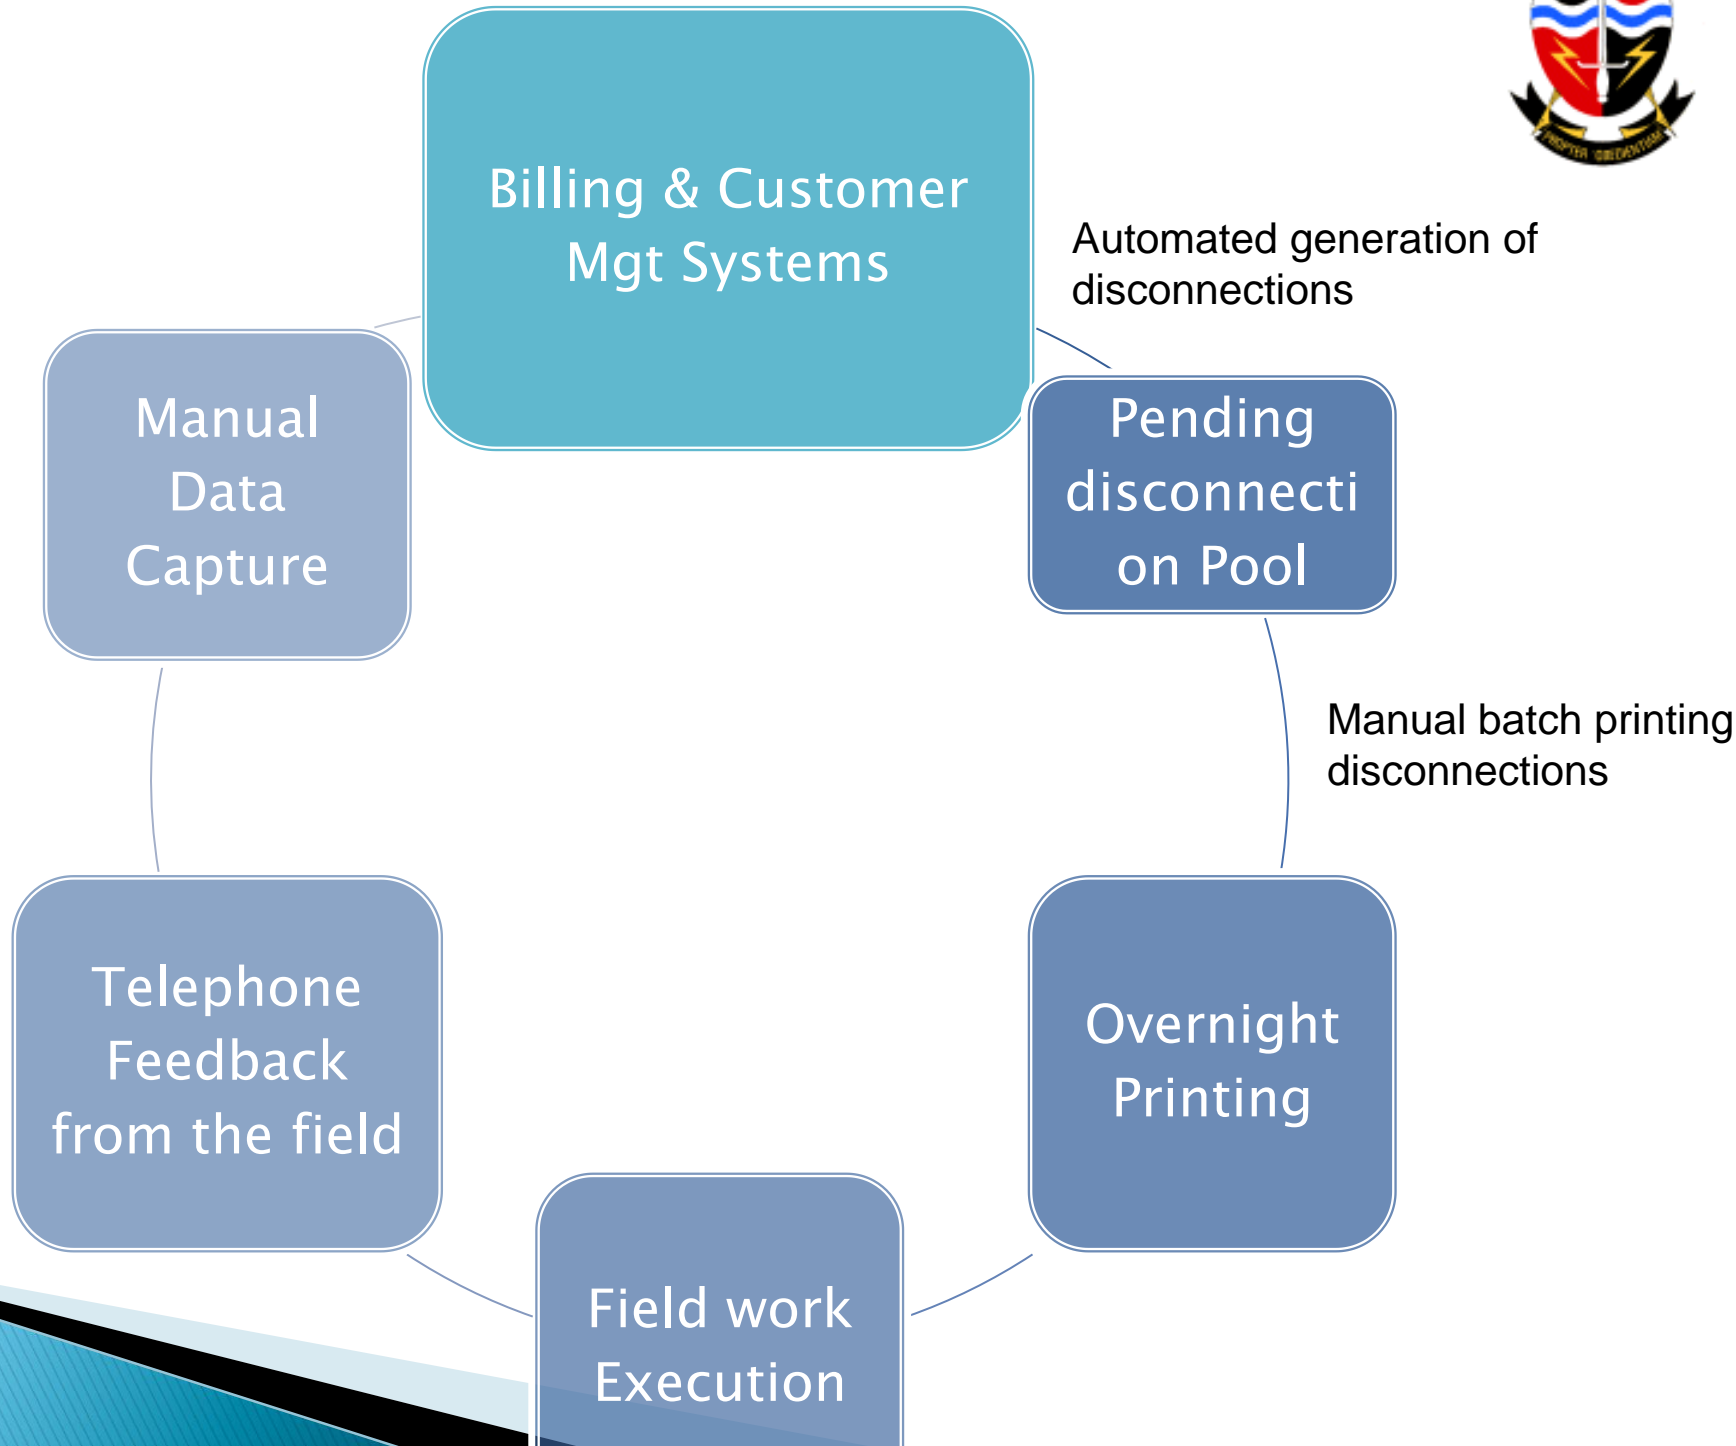 Billing & Customer
Mgt Systems
Automated generation of
disconnections
Pending
disconnecti
on Pool
Manual batch printing
disconnections
Overnight
Printing
Field work
Execution
Telephone
Feedback
from the field
Manual
Data
Capture